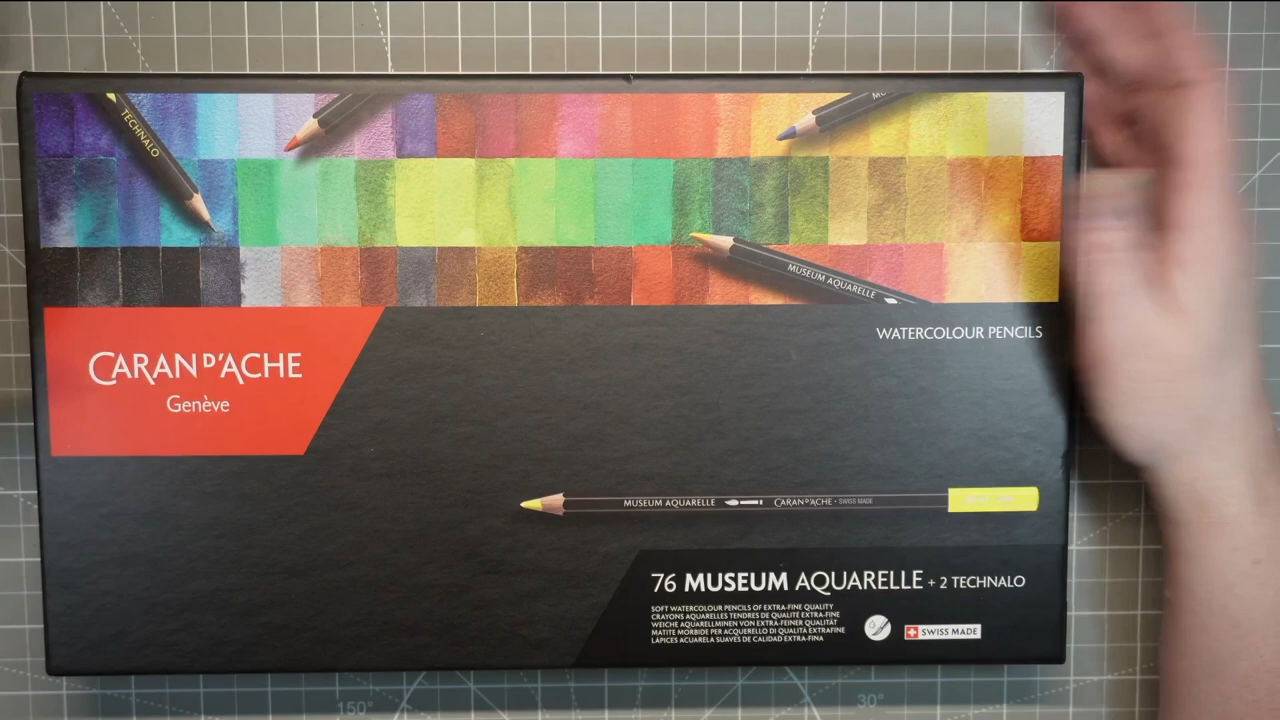 TECHNALO
MUSEUM AQUARELLE
WATERCOLOUR PENCILS
CARAN D'ACHE
Genève
MUSEUM AQUARELLE CARAN D'ACHE · SWISS MADE
76 MUSEUM AQUARELLE + 2 TECHNALO
SOFT WATERCOLOUR PENCILS OF EXTRA-FINE QUALITY
CRAYONS AQUARELLES TENDRES DE QUALITÉ EXTRA-FINE
WEICHE AQUARELLMINEN VON EXTRA-FEINER QUALITÄT
MATITE MORBIDE PER ACQUERELLO DI QUALITÀ EXTRAFINE
LÁPICES ACUARELA SUAVES DE CALIDAD EXTRA-FINA
SWISS MADE
150° 30°